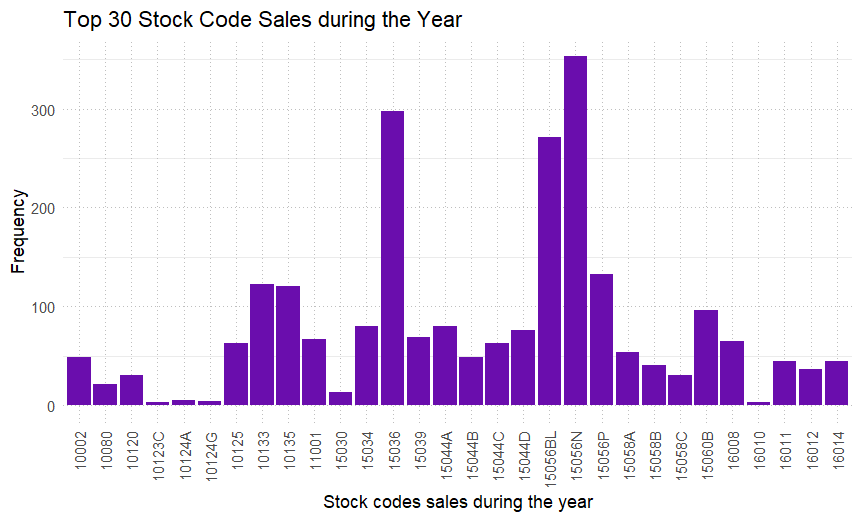 Top 30 Stock Code Sales during the Year
Frequency
300
200
100
0
10002
10080
10120
10123C
10124A
10124G
10125
10133
10135
11001
15030
15034
15036
15039
15044A
15044B
15044C
15044D
15056BL
15056N
15056P
15058A
15058B
15058C
15060B
16008
16010
16011
16012
16014
Stock codes sales during the year